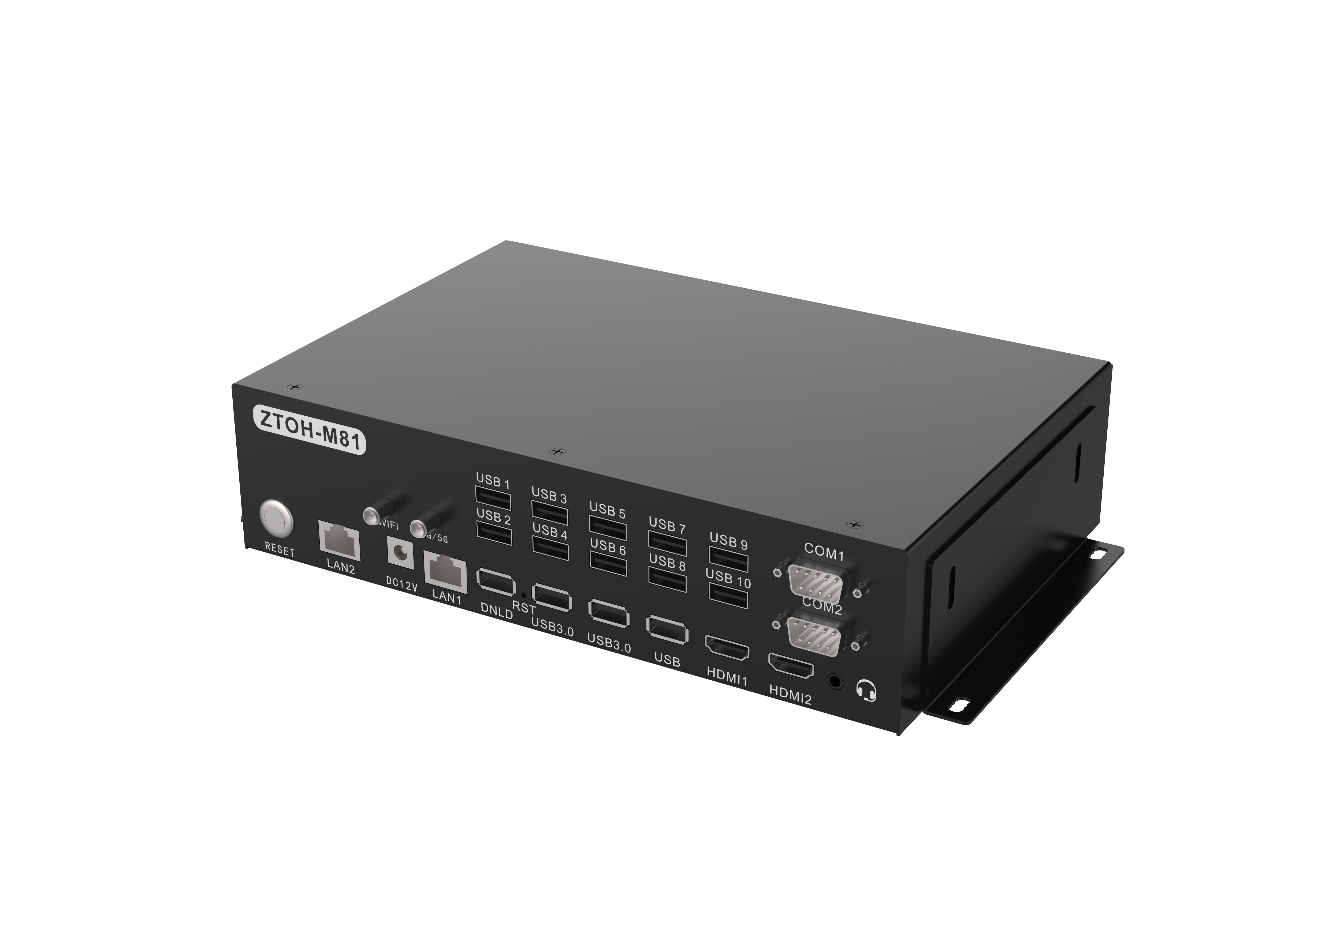 ZTOH-M81
USB 1
USB 3
USB 5
USB 7
USB 9
COM1
USB 2
USB 4
USB 6
USB 8
USB 10
COM2
WIFI
G/5G
RESET
LAN2
DC12V
LAN1
DNLD
RST
USB3.0
USB3.0
USB
HDMI1
HDMI2